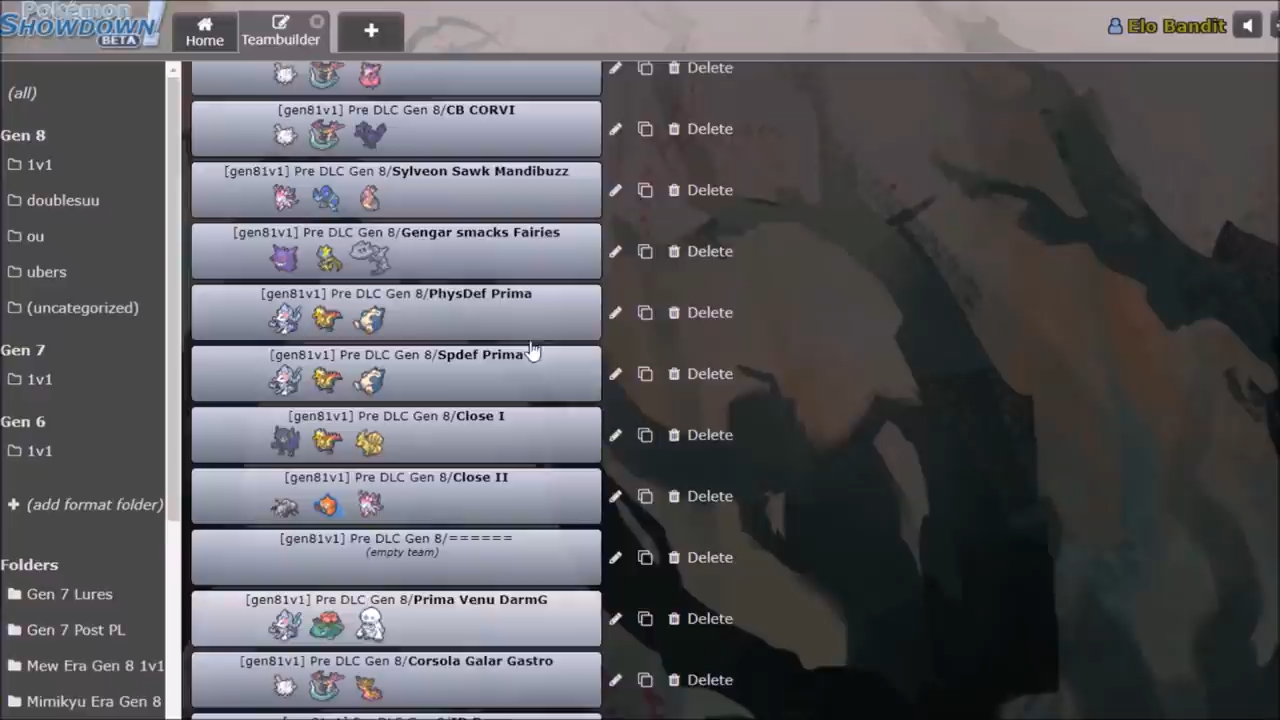 Pokémon
SHOWDOWN!
BETA
Home
Teambuilder
Elo Bandit
(all)
Gen 8
1v1
doublesuu
ou
ubers
(uncategorized)
Gen 7
1v1
Gen 6
1v1
(add format folder)
Folders
Gen 7 Lures
Gen 7 Post PL
Mew Era Gen 8 1v1
Mimikyu Era Gen 8
Delete
[gen81v1] Pre DLC Gen 8/CB CORVI
Delete
[gen81v1] Pre DLC Gen 8/Sylveon Sawk Mandibuzz
Delete
[gen81v1] Pre DLC Gen 8/Gengar smacks Fairies
Delete
[gen81v1] Pre DLC Gen 8/PhysDef Prima
Delete
[gen81v1] Pre DLC Gen 8/Spdef Prima
Delete
[gen81v1] Pre DLC Gen 8/Close I
Delete
[gen81v1] Pre DLC Gen 8/Close II
Delete
[gen81v1] Pre DLC Gen 8/======
(empty team)
Delete
[gen81v1] Pre DLC Gen 8/Prima Venu DarmG
Delete
[gen81v1] Pre DLC Gen 8/Corsola Galar Gastro
Delete